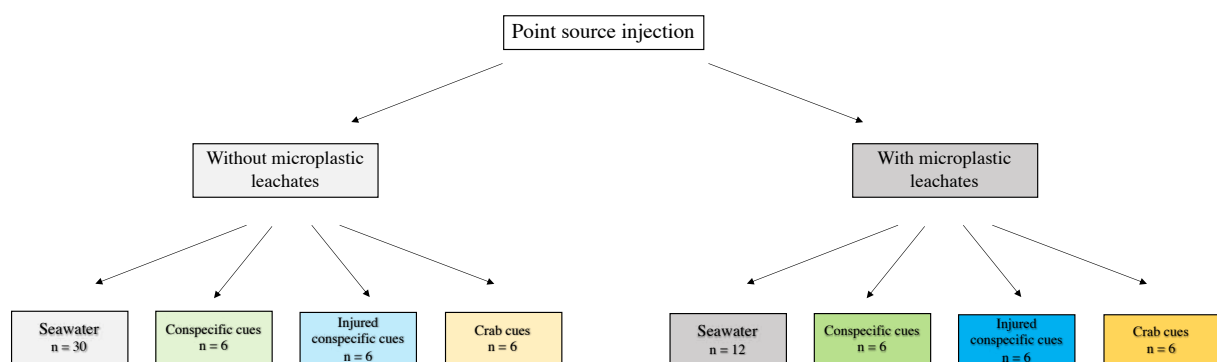 Point source injection
Without microplastic
leachates
With microplastic
leachates
Seawater
n = 30
Conspecific cues
n = 6
Injured
conspecific cues
n = 6
Crab cues
n = 6
Seawater
n = 12
Conspecific cues
n = 6
Injured
conspecific cues
n = 6
Crab cues
n = 6